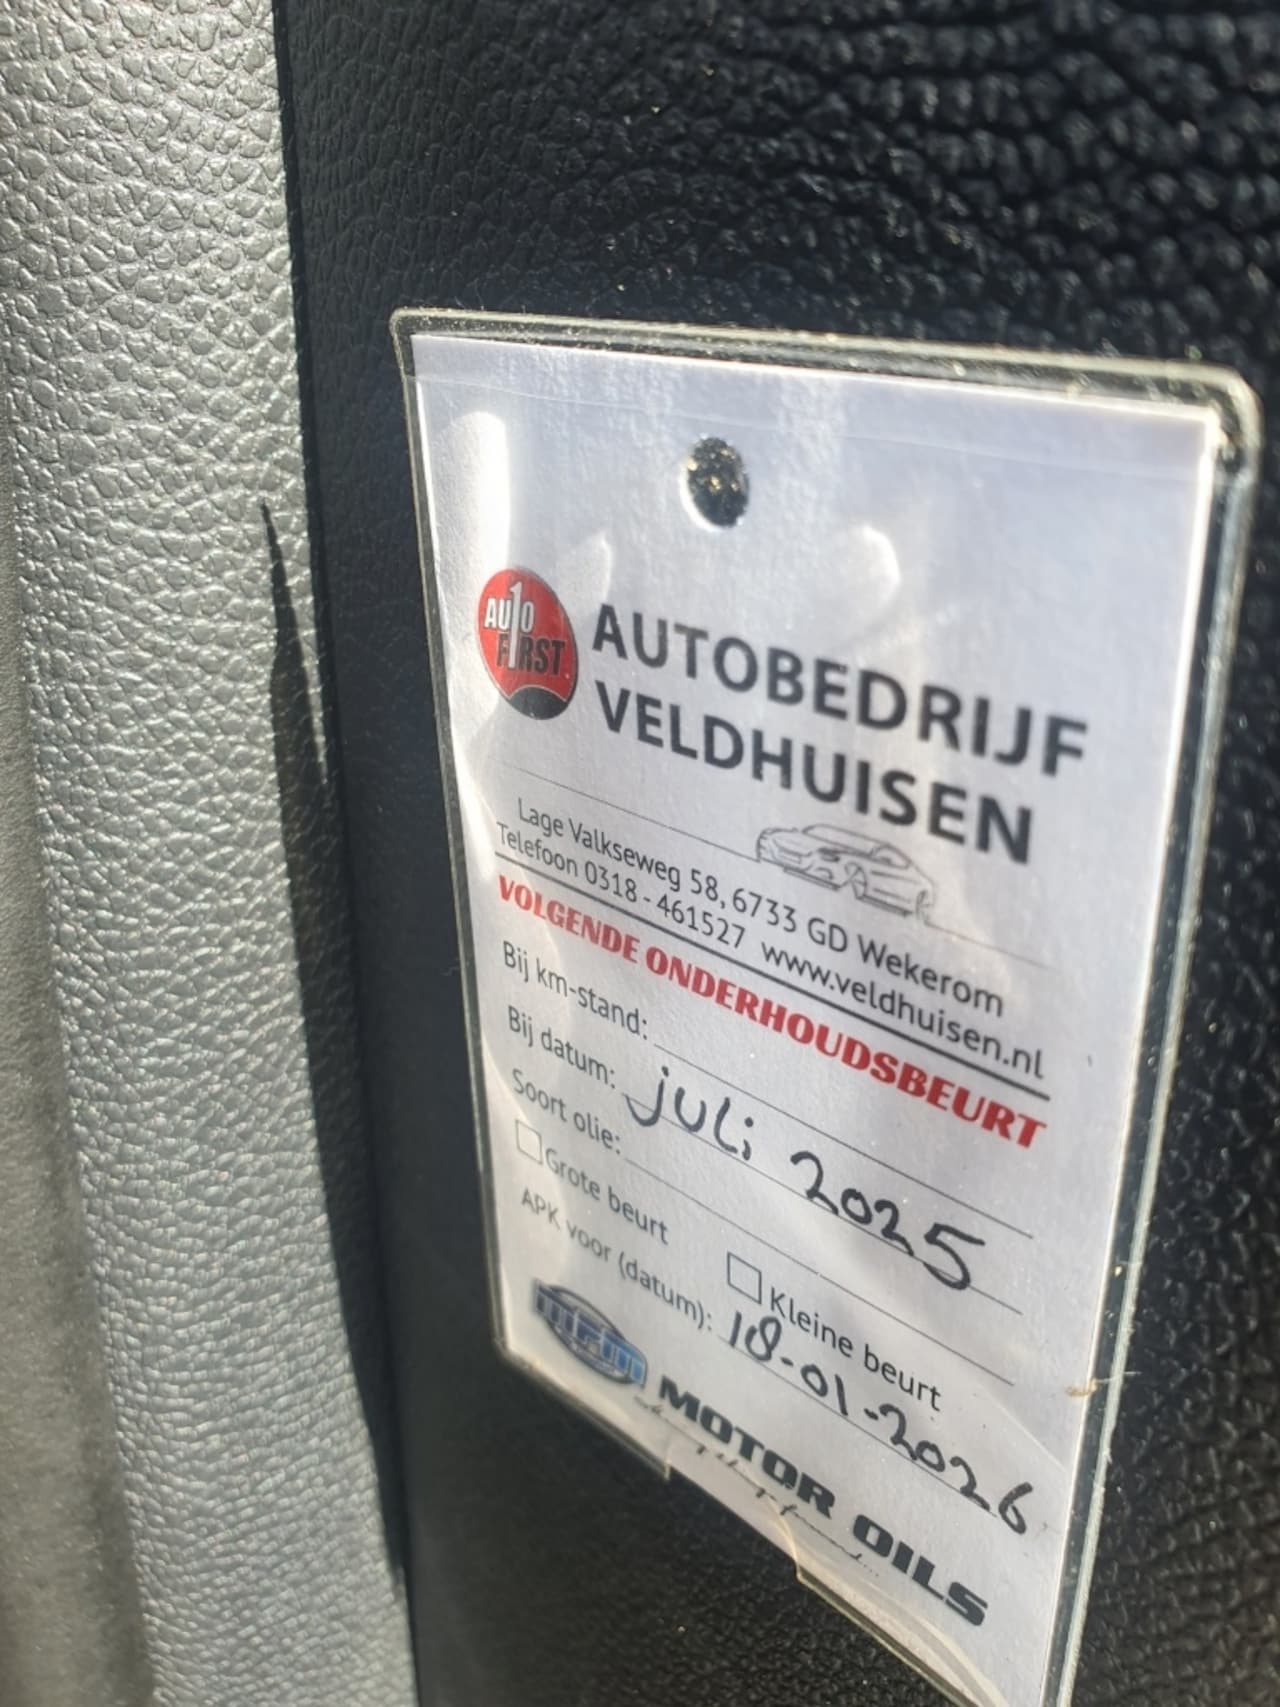 AUTO
FIRST
AUTOBEDRIJF
VELDHUISEN
Lage Valkseweg 58, 6733 GD Wekerom
Telefoon 0318 - 461527 www.veldhuisen.nl
VOLGENDE ONDERHOUDSBEURT
Bij km-stand:
Bij datum: juli 2025
Soort olie:
Grote beurt Kleine beurt
APK voor (datum): 18-01-2026
MPM
MOTOR OILS